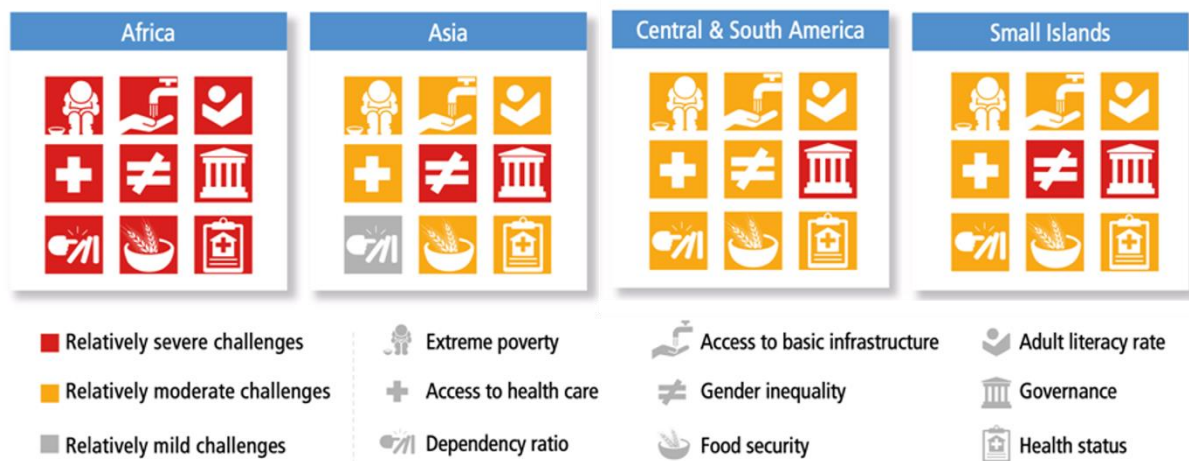 Africa
Asia
Central & South America
Small Islands
Relatively severe challenges
Extreme poverty
Access to basic infrastructure
Adult literacy rate
Relatively moderate challenges
Access to health care
Gender inequality
Governance
Relatively mild challenges
Dependency ratio
Food security
Health status